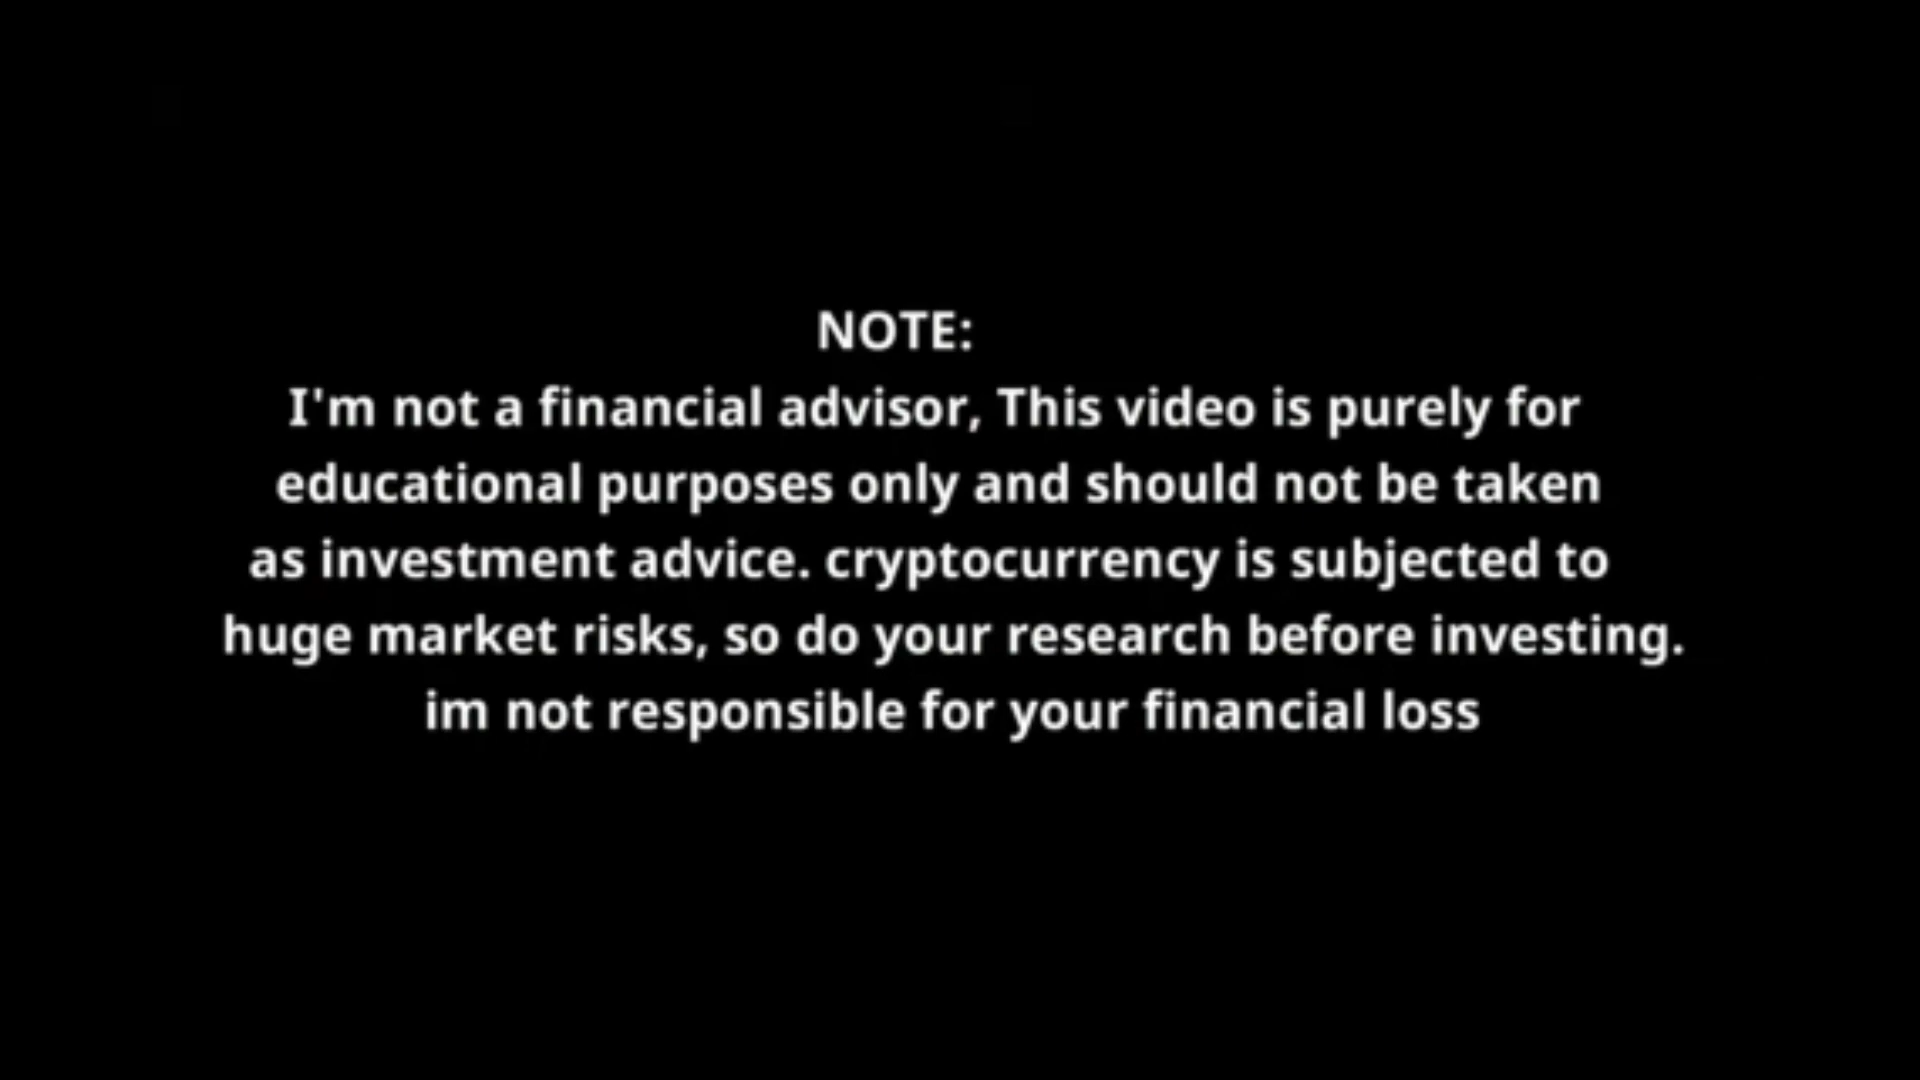 NOTE:
I'm not a financial advisor, This video is purely for
educational purposes only and should not be taken
as investment advice. cryptocurrency is subjected to
huge market risks, so do your research before investing.
im not responsible for your financial loss